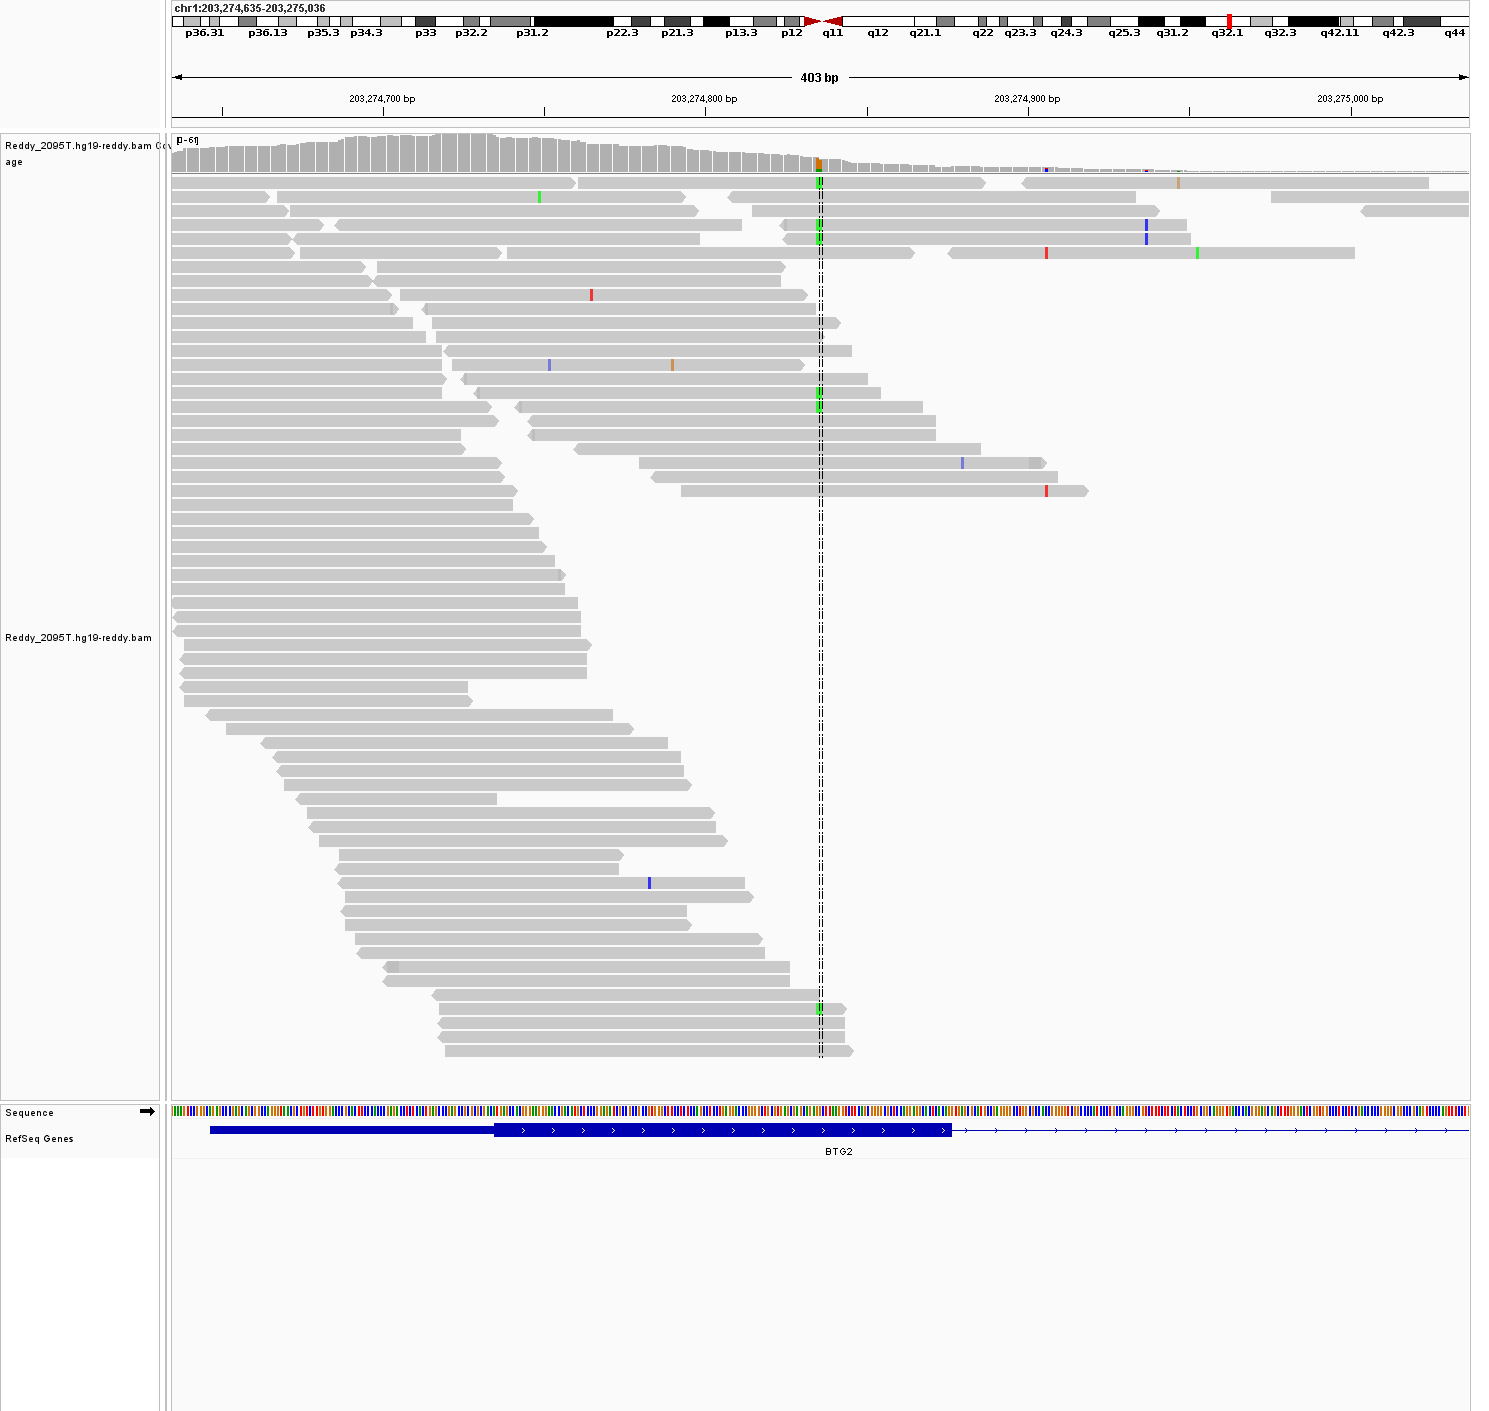 chr1:203,274,635-203,275,036
p36.31 p36.13 p35.3 p34.3 p33 p32.2 p31.2 p22.3 p21.3 p13.3 p12 q11 q12 q21.1 q22 q23.3 q24.3 q25.3 q31.2 q32.1 q32.3 q42.11 q42.3 q44
403 bp
203,274,700 bp 203,274,800 bp 203,274,900 bp 203,275,000 bp
Reddy_2095T.hg19-reddy.bam Cov
age
[0-61]
Reddy_2095T.hg19-reddy.bam
Sequence
RefSeq Genes
BTG2